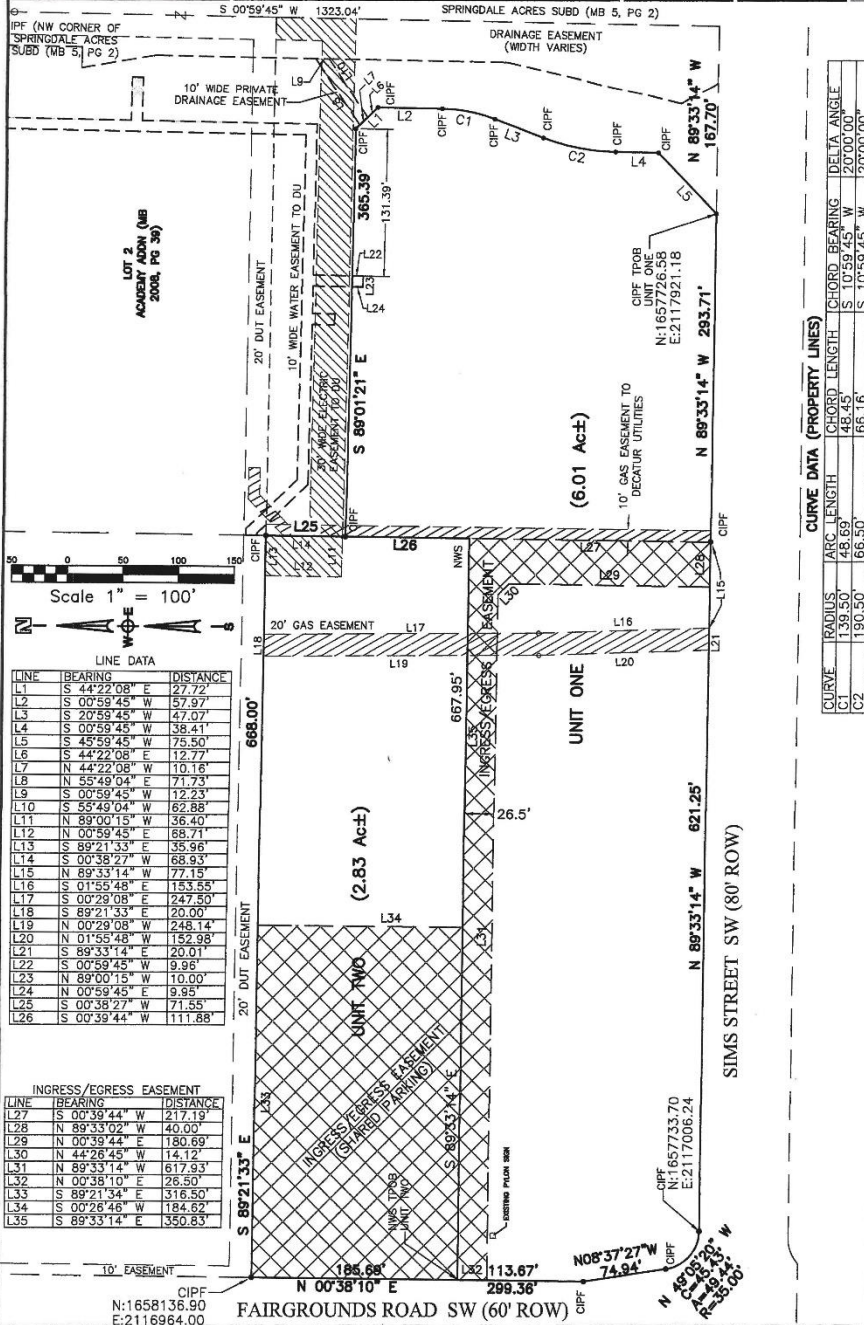 S 00°59'45" W 1323.04'
SPRINGDALE ACRES SUBD (MB 5, PG 2)
IPF (NW CORNER OF
SPRINGDALE ACRES
SUBD (MB 5, PG 2)
N
DRAINAGE EASEMENT
(WIDTH VARIES)
10' WIDE PRIVATE
DRAINAGE EASEMENT
L9
L10
L8
L7
L6
L1
CIPF
CIPF
L2
CIPF
C1
CIPF
L3
CIPF
C2
CIPF
L4
CIPF
L5
N 89°33'14" W
167.70'
LOT 2
ACADEMY ADDN (MB
2008, PG 39)
20' DUT EASEMENT
10' WIDE WATER EASEMENT TO DU
30' WIDE ELECTRIC
EASEMENT TO DU
365.39'
131.39'
S 89°01'21" E
L22
L23
L24
CIPF TPOB
UNIT ONE
N:1657726.58
E:2117921.18
N 89°33'14" W 293.71'
(6.01 Ac±)
10' GAS EASEMENT TO
DECATUR UTILITIES
CIPF
L25
CIPF
L26
NWS
L27
CIPF
L13
L14
L12
L11
L28
L29
L30
L15
50 0 50 100 150
Scale 1" = 100'
N
E
W
S
20' GAS EASEMENT
L17
L16
L18
L19
L20
L21
668.00'
667.95'
L35
INGRESS/EGRESS EASEMENT
UNIT ONE
26.5'
(2.83 Ac±)
621.25'
N 89°33'14" W
SIMS STREET SW (80' ROW)
LINE DATA
LINE BEARING DISTANCE
L1 S 44°22'08" E 27.72'
L2 S 00°59'45" W 57.97'
L3 S 20°59'45" W 47.07'
L4 S 00°59'45" W 38.41'
L5 S 45°59'45" W 75.50'
L6 S 44°22'08" E 12.77'
L7 N 44°22'08" W 10.16'
L8 N 55°49'04" E 71.73'
L9 S 00°59'45" W 12.23'
L10 S 55°49'04" W 62.88'
L11 N 89°00'15" W 36.40'
L12 N 00°59'45" E 68.71'
L13 S 89°21'33" E 35.96'
L14 S 00°38'27" W 68.93'
L15 N 89°33'14" W 77.15'
L16 S 01°55'48" E 153.55'
L17 S 00°29'08" E 247.50'
L18 S 89°21'33" E 20.00'
L19 N 00°29'08" W 248.14'
L20 N 01°55'48" W 152.98'
L21 S 89°33'14" E 20.01'
L22 S 00°59'45" W 9.96'
L23 N 89°00'15" W 10.00'
L24 N 00°59'45" E 9.95'
L25 S 00°38'27" W 71.55'
L26 S 00°39'44" W 111.88'
INGRESS/EGRESS EASEMENT
LINE BEARING DISTANCE
L27 S 00°39'44" W 217.19'
L28 N 89°33'02" W 40.00'
L29 N 00°39'44" E 180.69'
L30 N 44°26'45" W 14.12'
L31 N 89°33'14" W 617.93'
L32 N 00°38'10" E 26.50'
L33 S 89°21'34" E 316.50'
L34 S 00°26'46" W 184.62'
L35 S 89°33'14" E 350.83'
20' DUT EASEMENT
L34
L31
L33
UNIT TWO
INGRESS/EGRESS EASEMENT
(SHARED PARKING)
S 89°33'14" E
S 89°21'33" E
NWS TPOB
UNIT TWO
EXISTING PYLON SIGN
CIPF
N:1657733.70
E:2117006.24
10' EASEMENT
185.69'
L32
113.67'
N08°37'27"W
74.94'
CIPF
N 49°05'20" W
C=45.43'
A=49.44'
R=35.00'
N 00°38'10" E
299.36'
CIPF
CIPF
N:1658136.90
E:2116964.00
FAIRGROUNDS ROAD SW (60' ROW)
CURVE DATA (PROPERTY LINES)
CURVE RADIUS ARC LENGTH CHORD LENGTH CHORD BEARING DELTA ANGLE
C1 139.50' 48.69' 48.45' S 10°59'45" W 20°00'00"
C2 190.50' 66.50' 66.16' S 10°59'45" W 20°00'00"